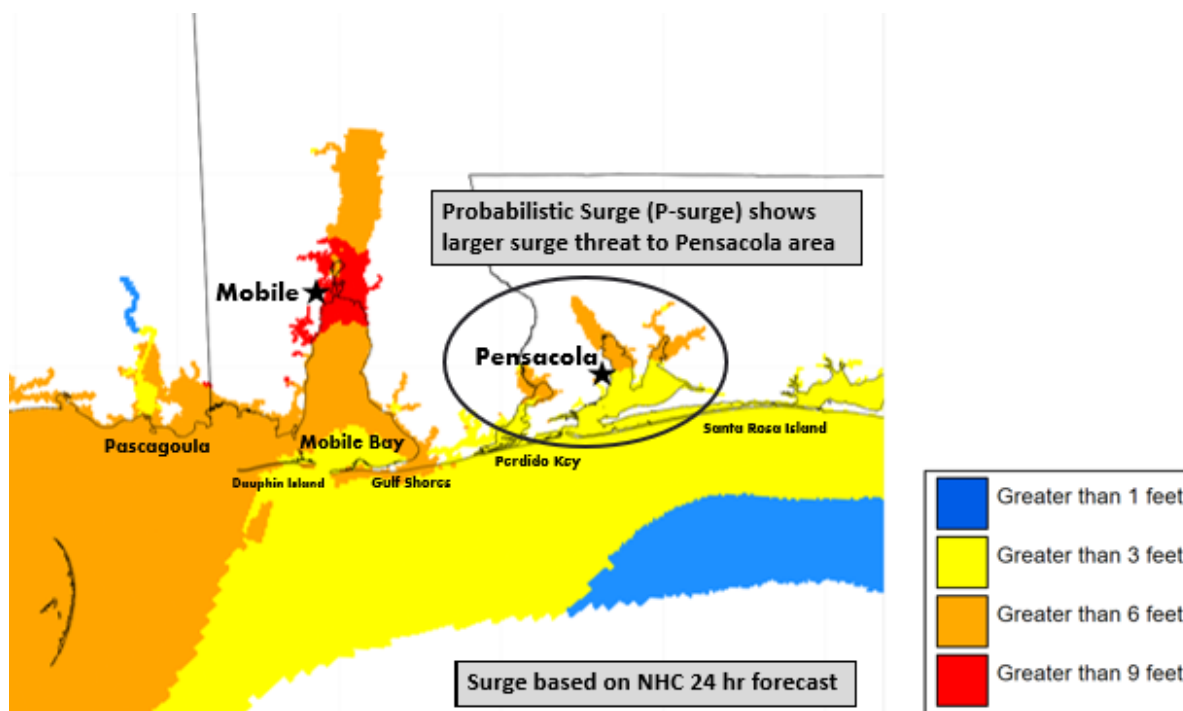 Probabilistic Surge (P-surge) shows
larger surge threat to Pensacola area
Mobile
Pensacola
Pascagoula
Mobile Bay
Santa Rosa Island
Perdido Key
Dauphin Island
Gulf Shores
Greater than 1 feet
Greater than 3 feet
Greater than 6 feet
Greater than 9 feet
Surge based on NHC 24 hr forecast